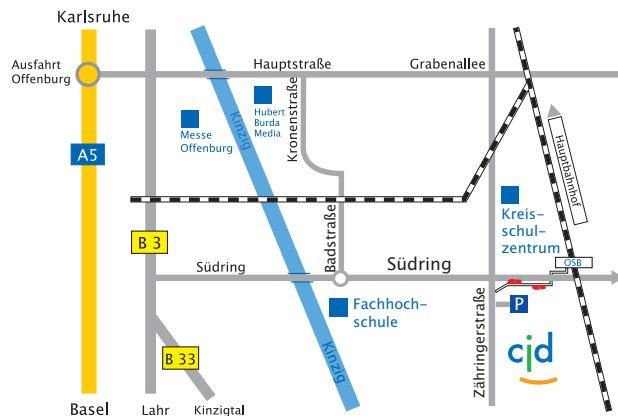 Karlsruhe
Ausfahrt
Offenburg
Hauptstraße
Grabenallee
Kinzig
Messe
Offenburg
Hubert
Burda
Media
Kronenstraße
Hauptbahnhof
A5
B 3
Badstraße
Kreis-
schul-
zentrum
Südring
Südring
OSB
P
Fachhoch-
schule
Zähringerstraße
cjd
B 33
Kinzig
Basel
Lahr
Kinzigtal